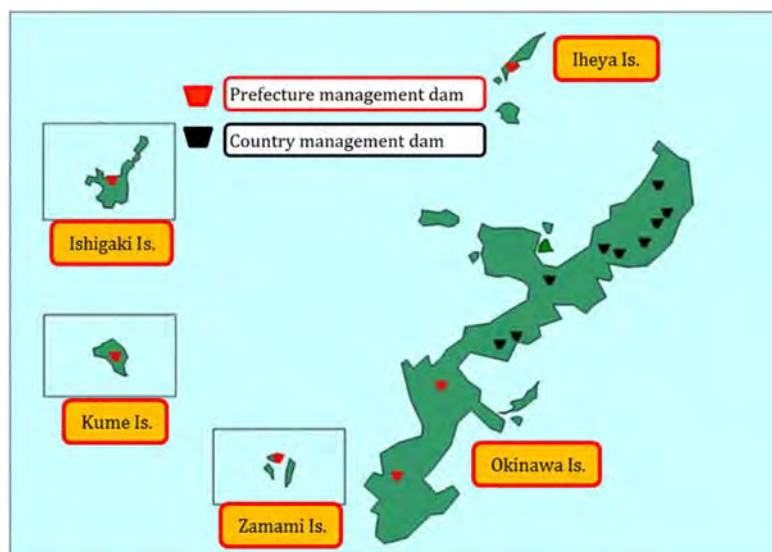 Iheya Is.
Prefecture management dam
Country management dam
Ishigaki Is.
Kume Is.
Okinawa Is.
Zamami Is.